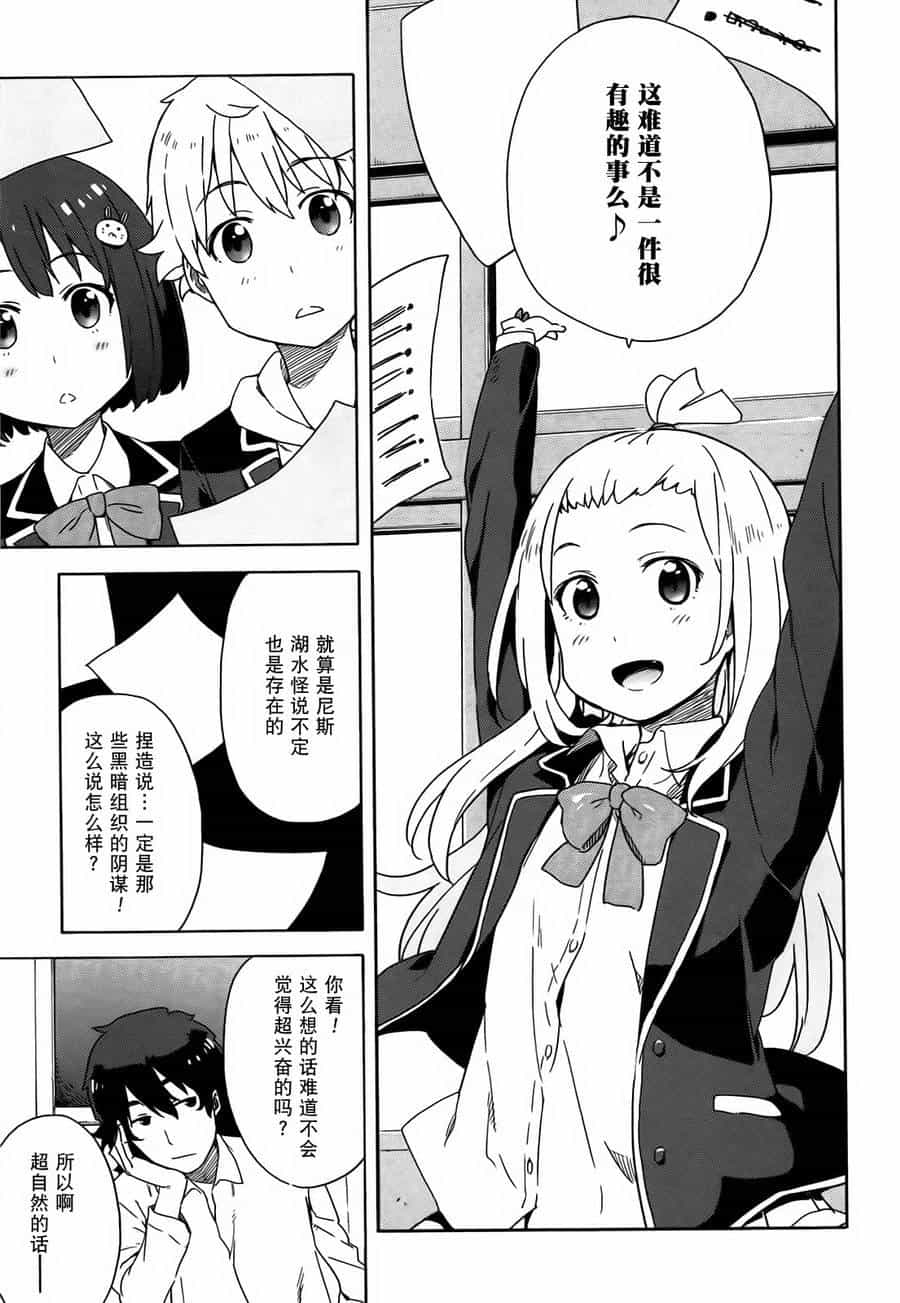 这难道不是一件很
有趣的事么♪
就算是尼斯
湖水怪说不定
也是存在的
捏造说…一定是那
些黑暗组织的阴谋！
这么说怎么样？
你看！
这么想的话难道不会
觉得超兴奋的吗？
所以啊
超自然的话——